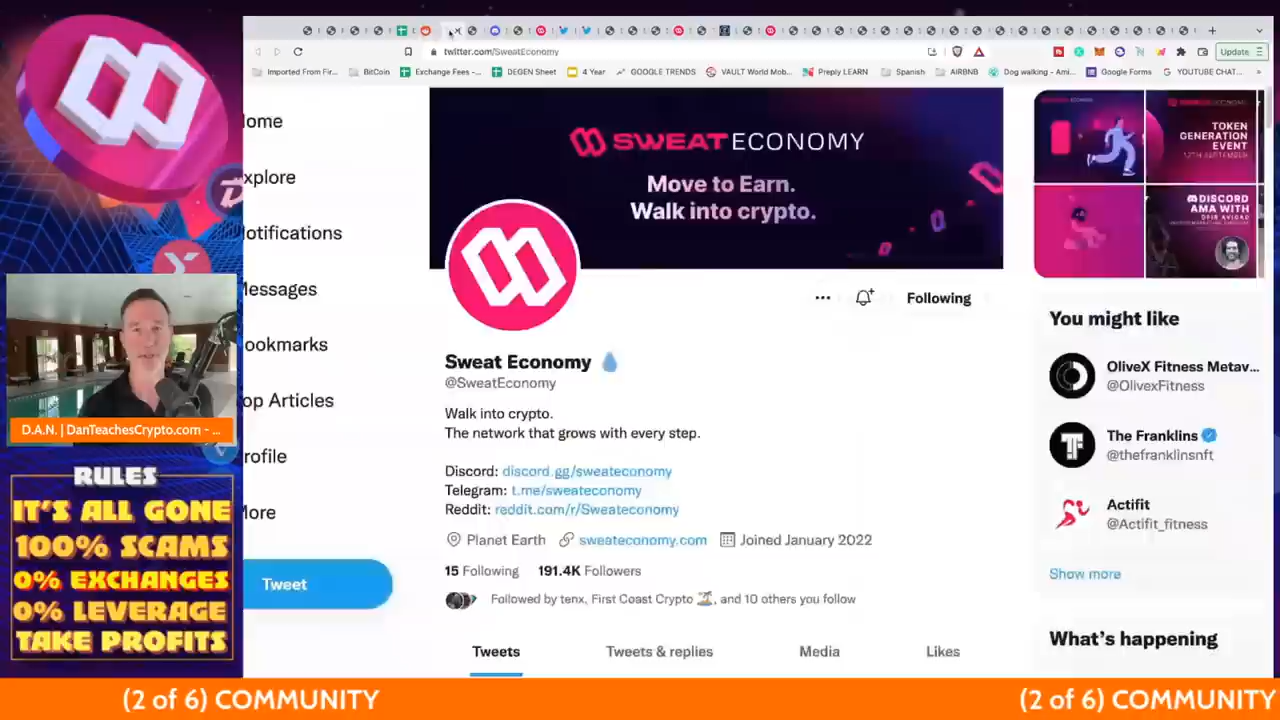 Update
twitter.com/SweatEconomy
Imported From Fir...
BitCoin
Exchange Fees -...
DEGEN Sheet
4 Year
GOOGLE TRENDS
VAULT World Mob...
Preply LEARN
Spanish
AIRBNB
Dog walking - Ami...
Google Forms
YOUTUBE CHAT...
ome
xplore
otifications
essages
ookmarks
op Articles
rofile
ore
Tweet
SWEATECONOMY
Move to Earn.
Walk into crypto.
Following
Sweat Economy
@SweatEconomy
Walk into crypto.
The network that grows with every step.
Discord: discord.gg/sweateconomy
Telegram: t.me/sweateconomy
Reddit: reddit.com/r/Sweateconomy
Planet Earth sweateconomy.com Joined January 2022
15 Following 191.4K Followers
Followed by tenx, First Coast Crypto, and 10 others you follow
Tweets
Tweets & replies
Media
Likes
TOKEN
GENERATION
EVENT
12TH SEPTEMBER
DISCORD
AMA WITH
You might like
OliveX Fitness Metav...
@OlivexFitness
The Franklins
@thefranklinsnft
Actifit
@Actifit_fitness
Show more
What's happening
D.A.N. | DanTeachesCrypto.com - ...
RULES
IT'S ALL GONE
100% SCAMS
0% EXCHANGES
0% LEVERAGE
TAKE PROFITS
(2 of 6) COMMUNITY
(2 of 6) COMMUNITY